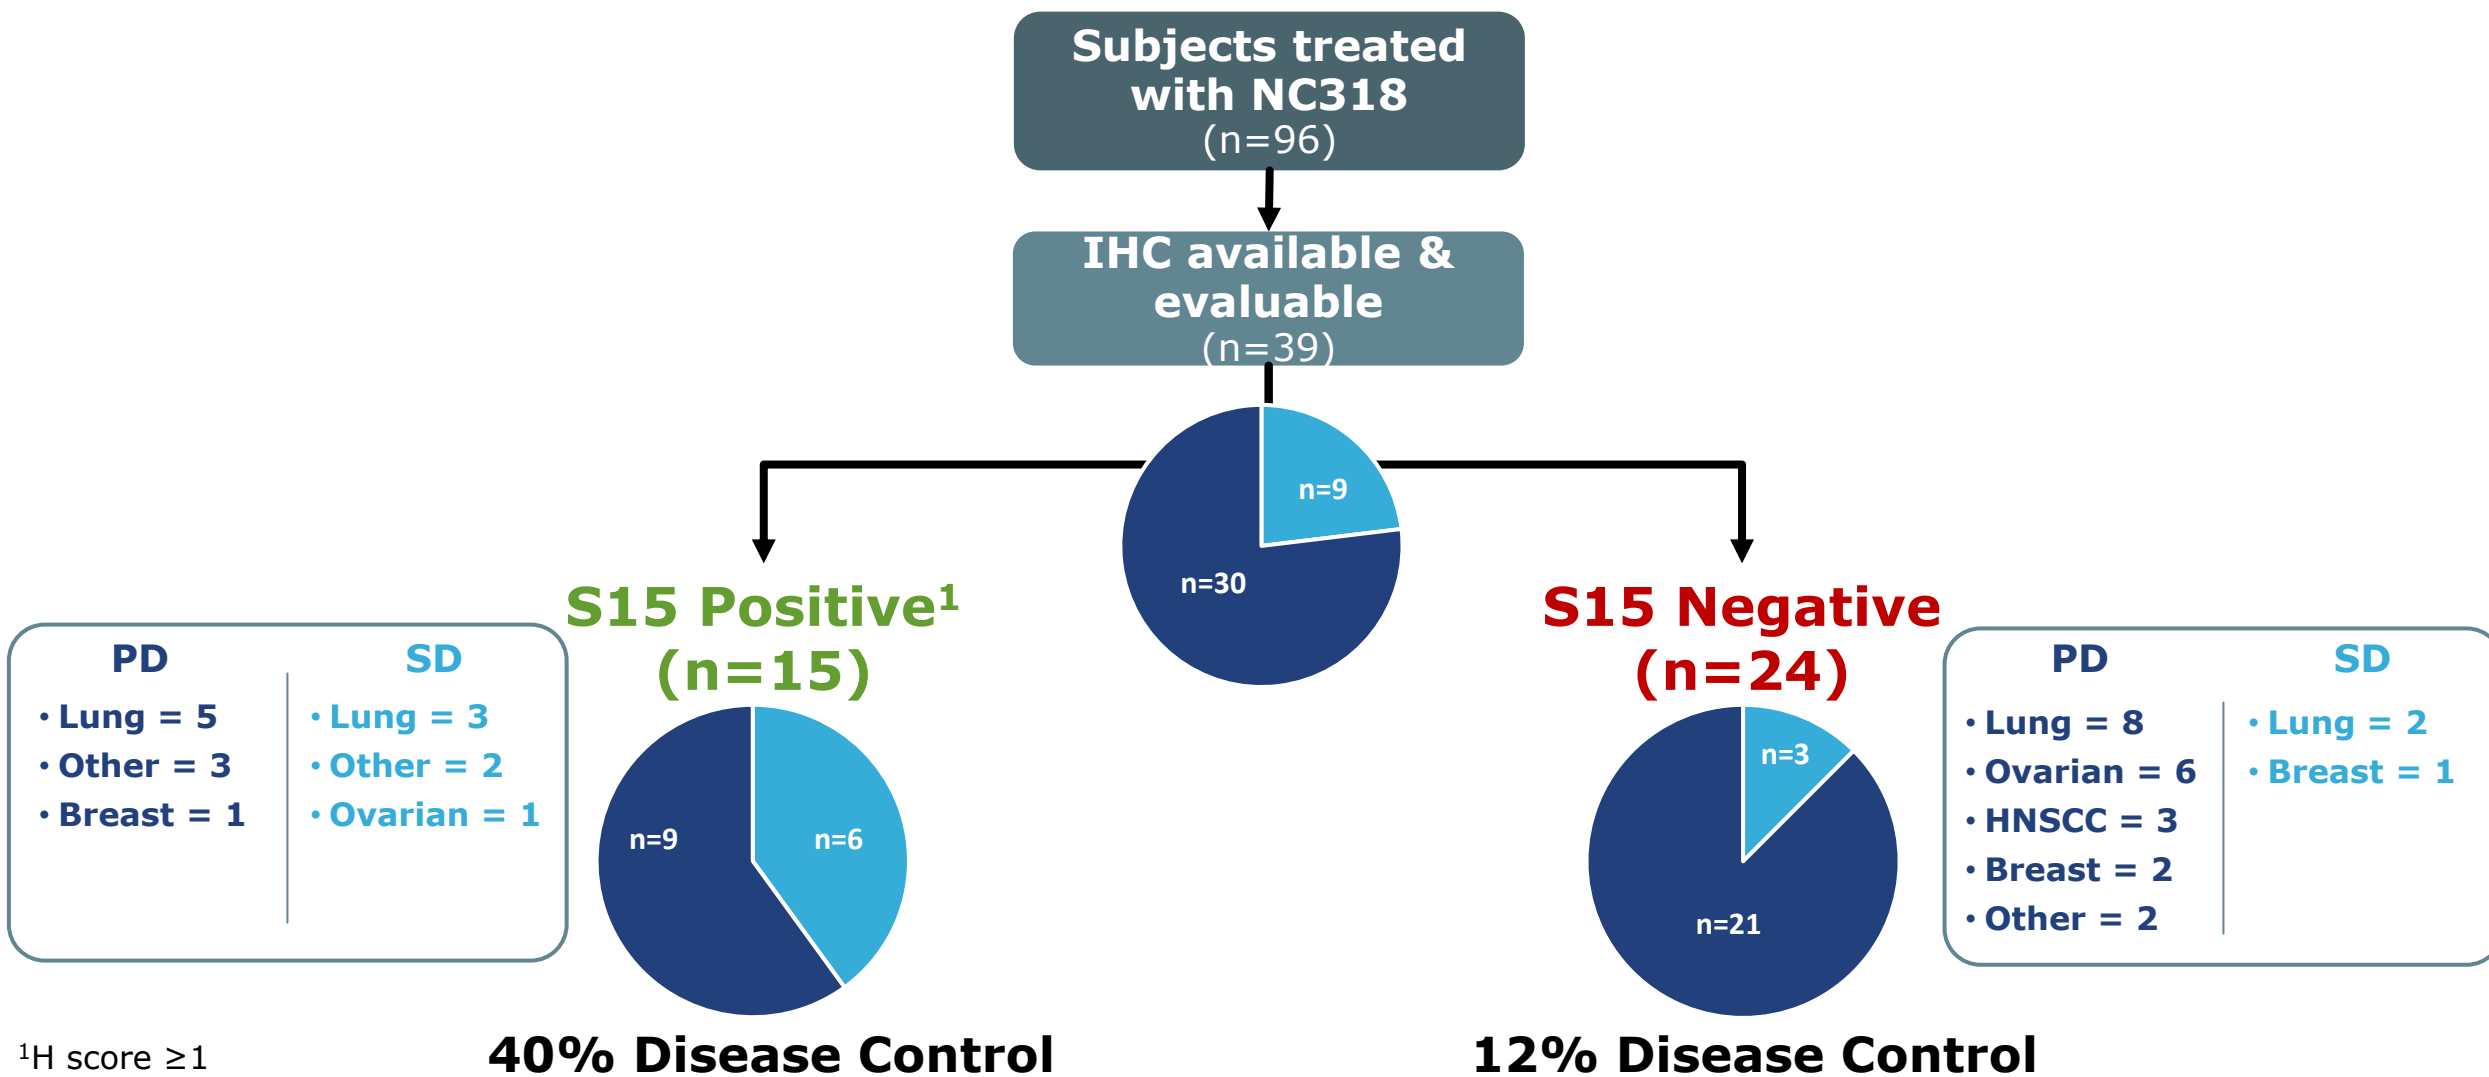 Subjects treated
with NC318
(n=96)
IHC available &
evaluable
(n=39)
n=9
n=30
S15 Positive¹
(n=15)
PD
SD
• Lung = 5
• Other = 3
• Breast = 1
• Lung = 3
• Other = 2
• Ovarian = 1
n=9
n=6
40% Disease Control
S15 Negative
(n=24)
n=3
n=21
PD
SD
• Lung = 8
• Ovarian = 6
• HNSCC = 3
• Breast = 2
• Other = 2
• Lung = 2
• Breast = 1
12% Disease Control
¹H score ≥1